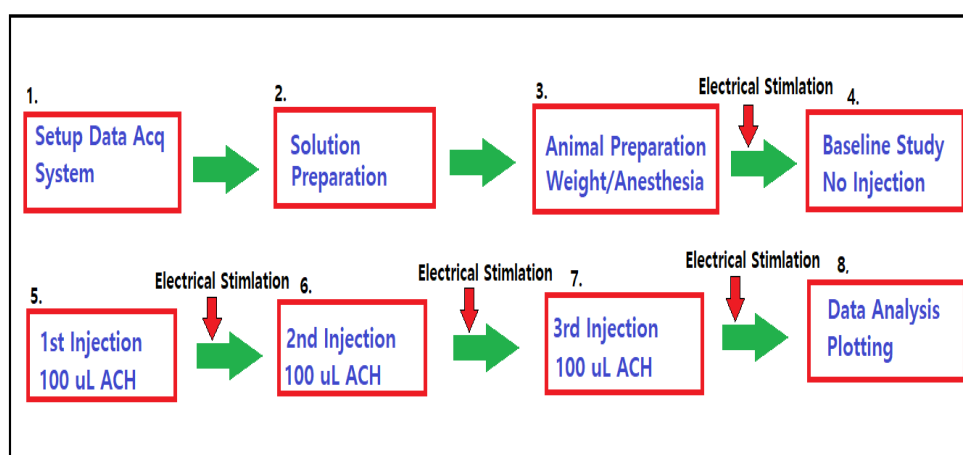 1.
Setup Data Acq
System
2.
Solution
Preparation
3.
Animal Preparation
Weight/Anesthesia
Electrical Stimlation
4.
Baseline Study
No Injection
5.
1st Injection
100 uL ACH
Electrical Stimlation
6.
2nd Injection
100 uL ACH
Electrical Stimlation
7.
3rd Injection
100 uL ACH
Electrical Stimlation
8.
Data Analysis
Plotting